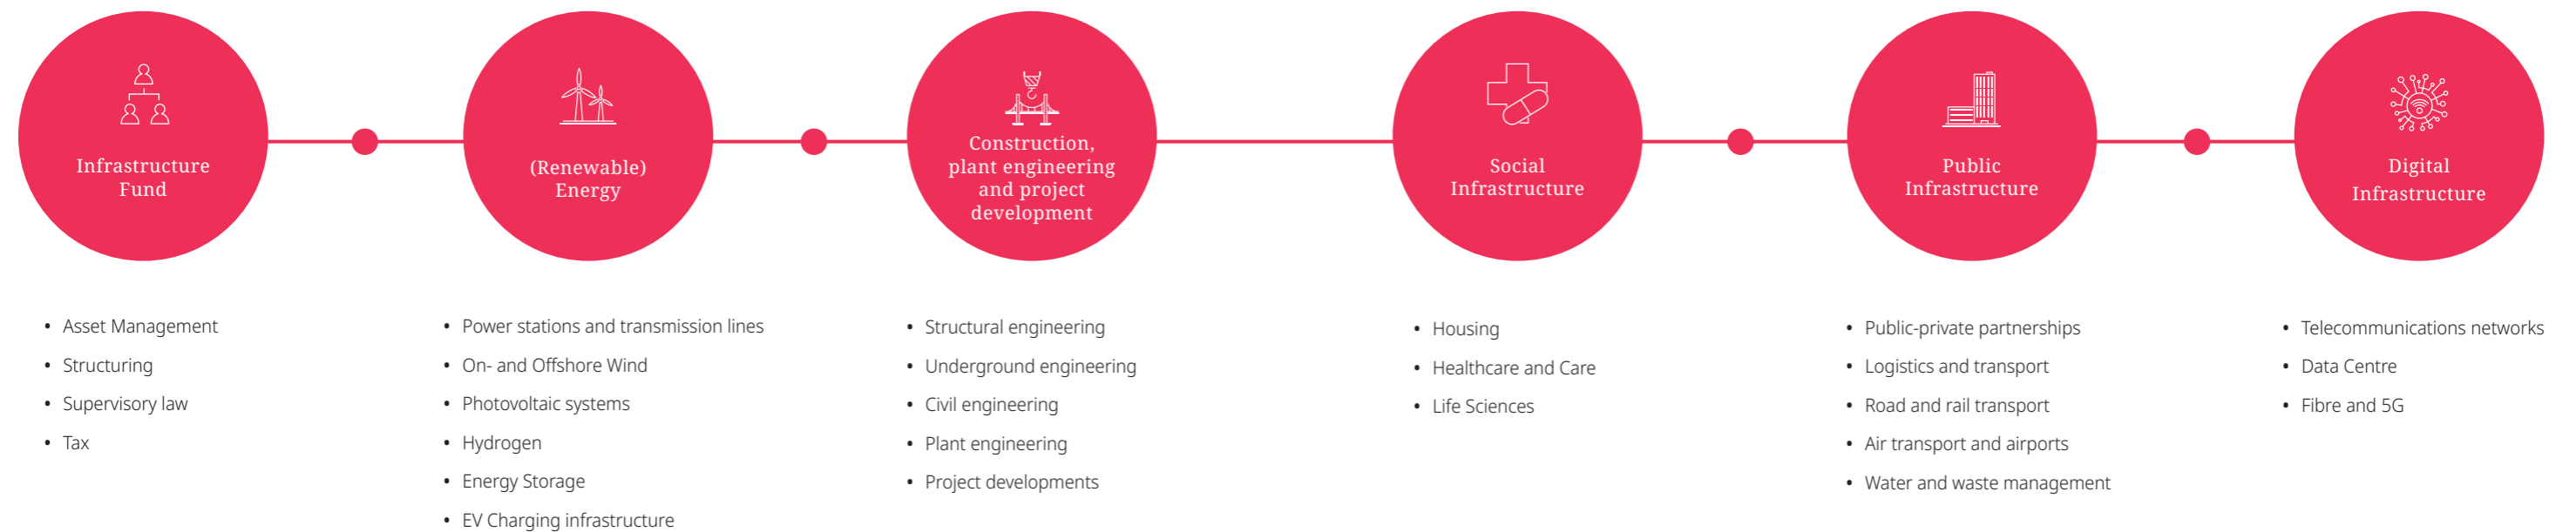 Infrastructure
Fund
(Renewable)
Energy
Construction,
plant engineering
and project
development
Social
Infrastructure
Public
Infrastructure
Digital
Infrastructure
• Asset Management
• Structuring
• Supervisory law
• Tax
• Power stations and transmission lines
• On- and Offshore Wind
• Photovoltaic systems
• Hydrogen
• Energy Storage
• EV Charging infrastructure
• Structural engineering
• Underground engineering
• Civil engineering
• Plant engineering
• Project developments
• Housing
• Healthcare and Care
• Life Sciences
• Public-private partnerships
• Logistics and transport
• Road and rail transport
• Air transport and airports
• Water and waste management
• Telecommunications networks
• Data Centre
• Fibre and 5G